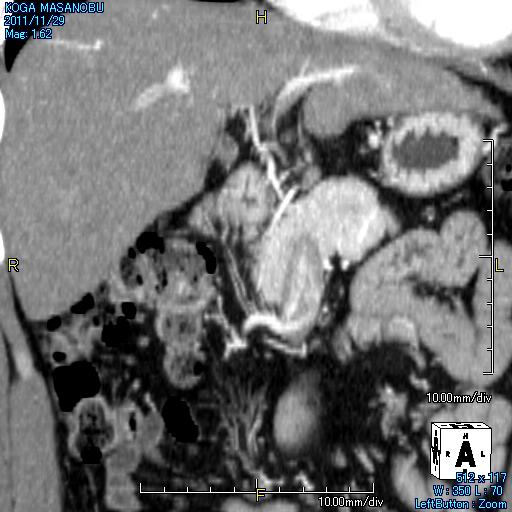 KOGA MASANOBU
2011/11/29
Mag: 1.62
H
R
L
10.00mm/div
A
R
L
512 x 117
W : 350 L : 70
F
10.00mm/div
LeftButton : Zoom